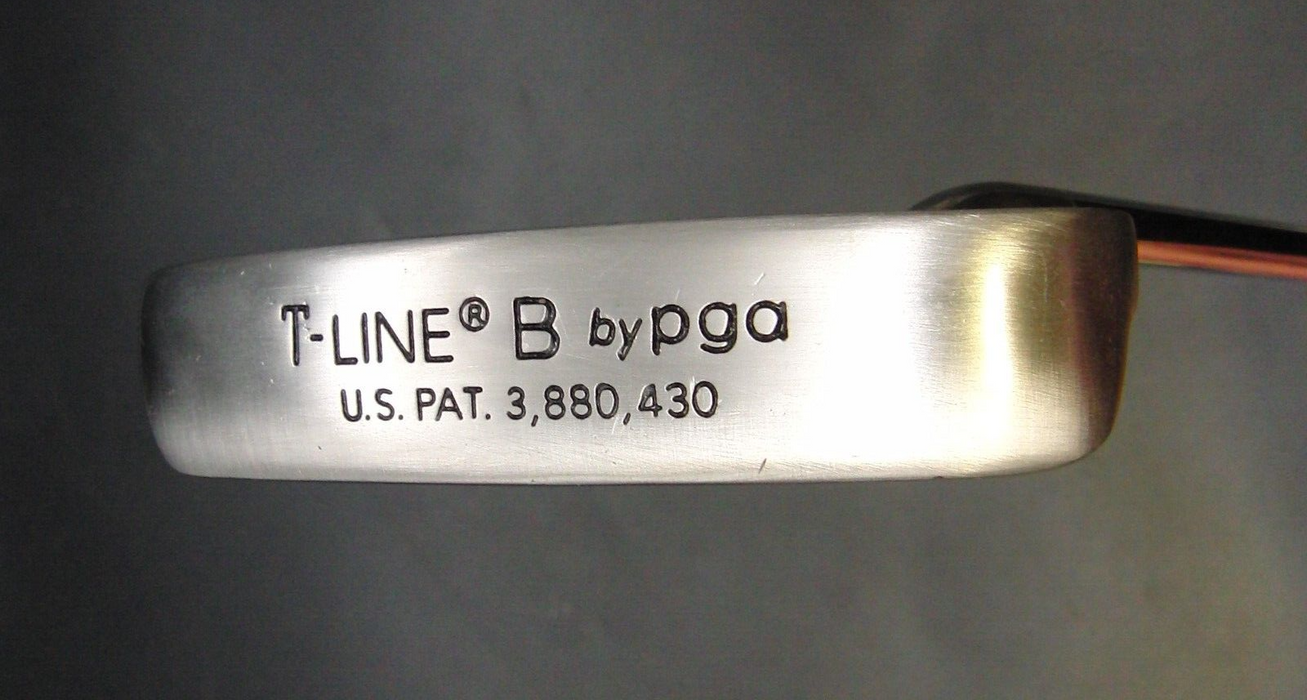 T-LINE® B by pga
U.S. PAT. 3,880,430